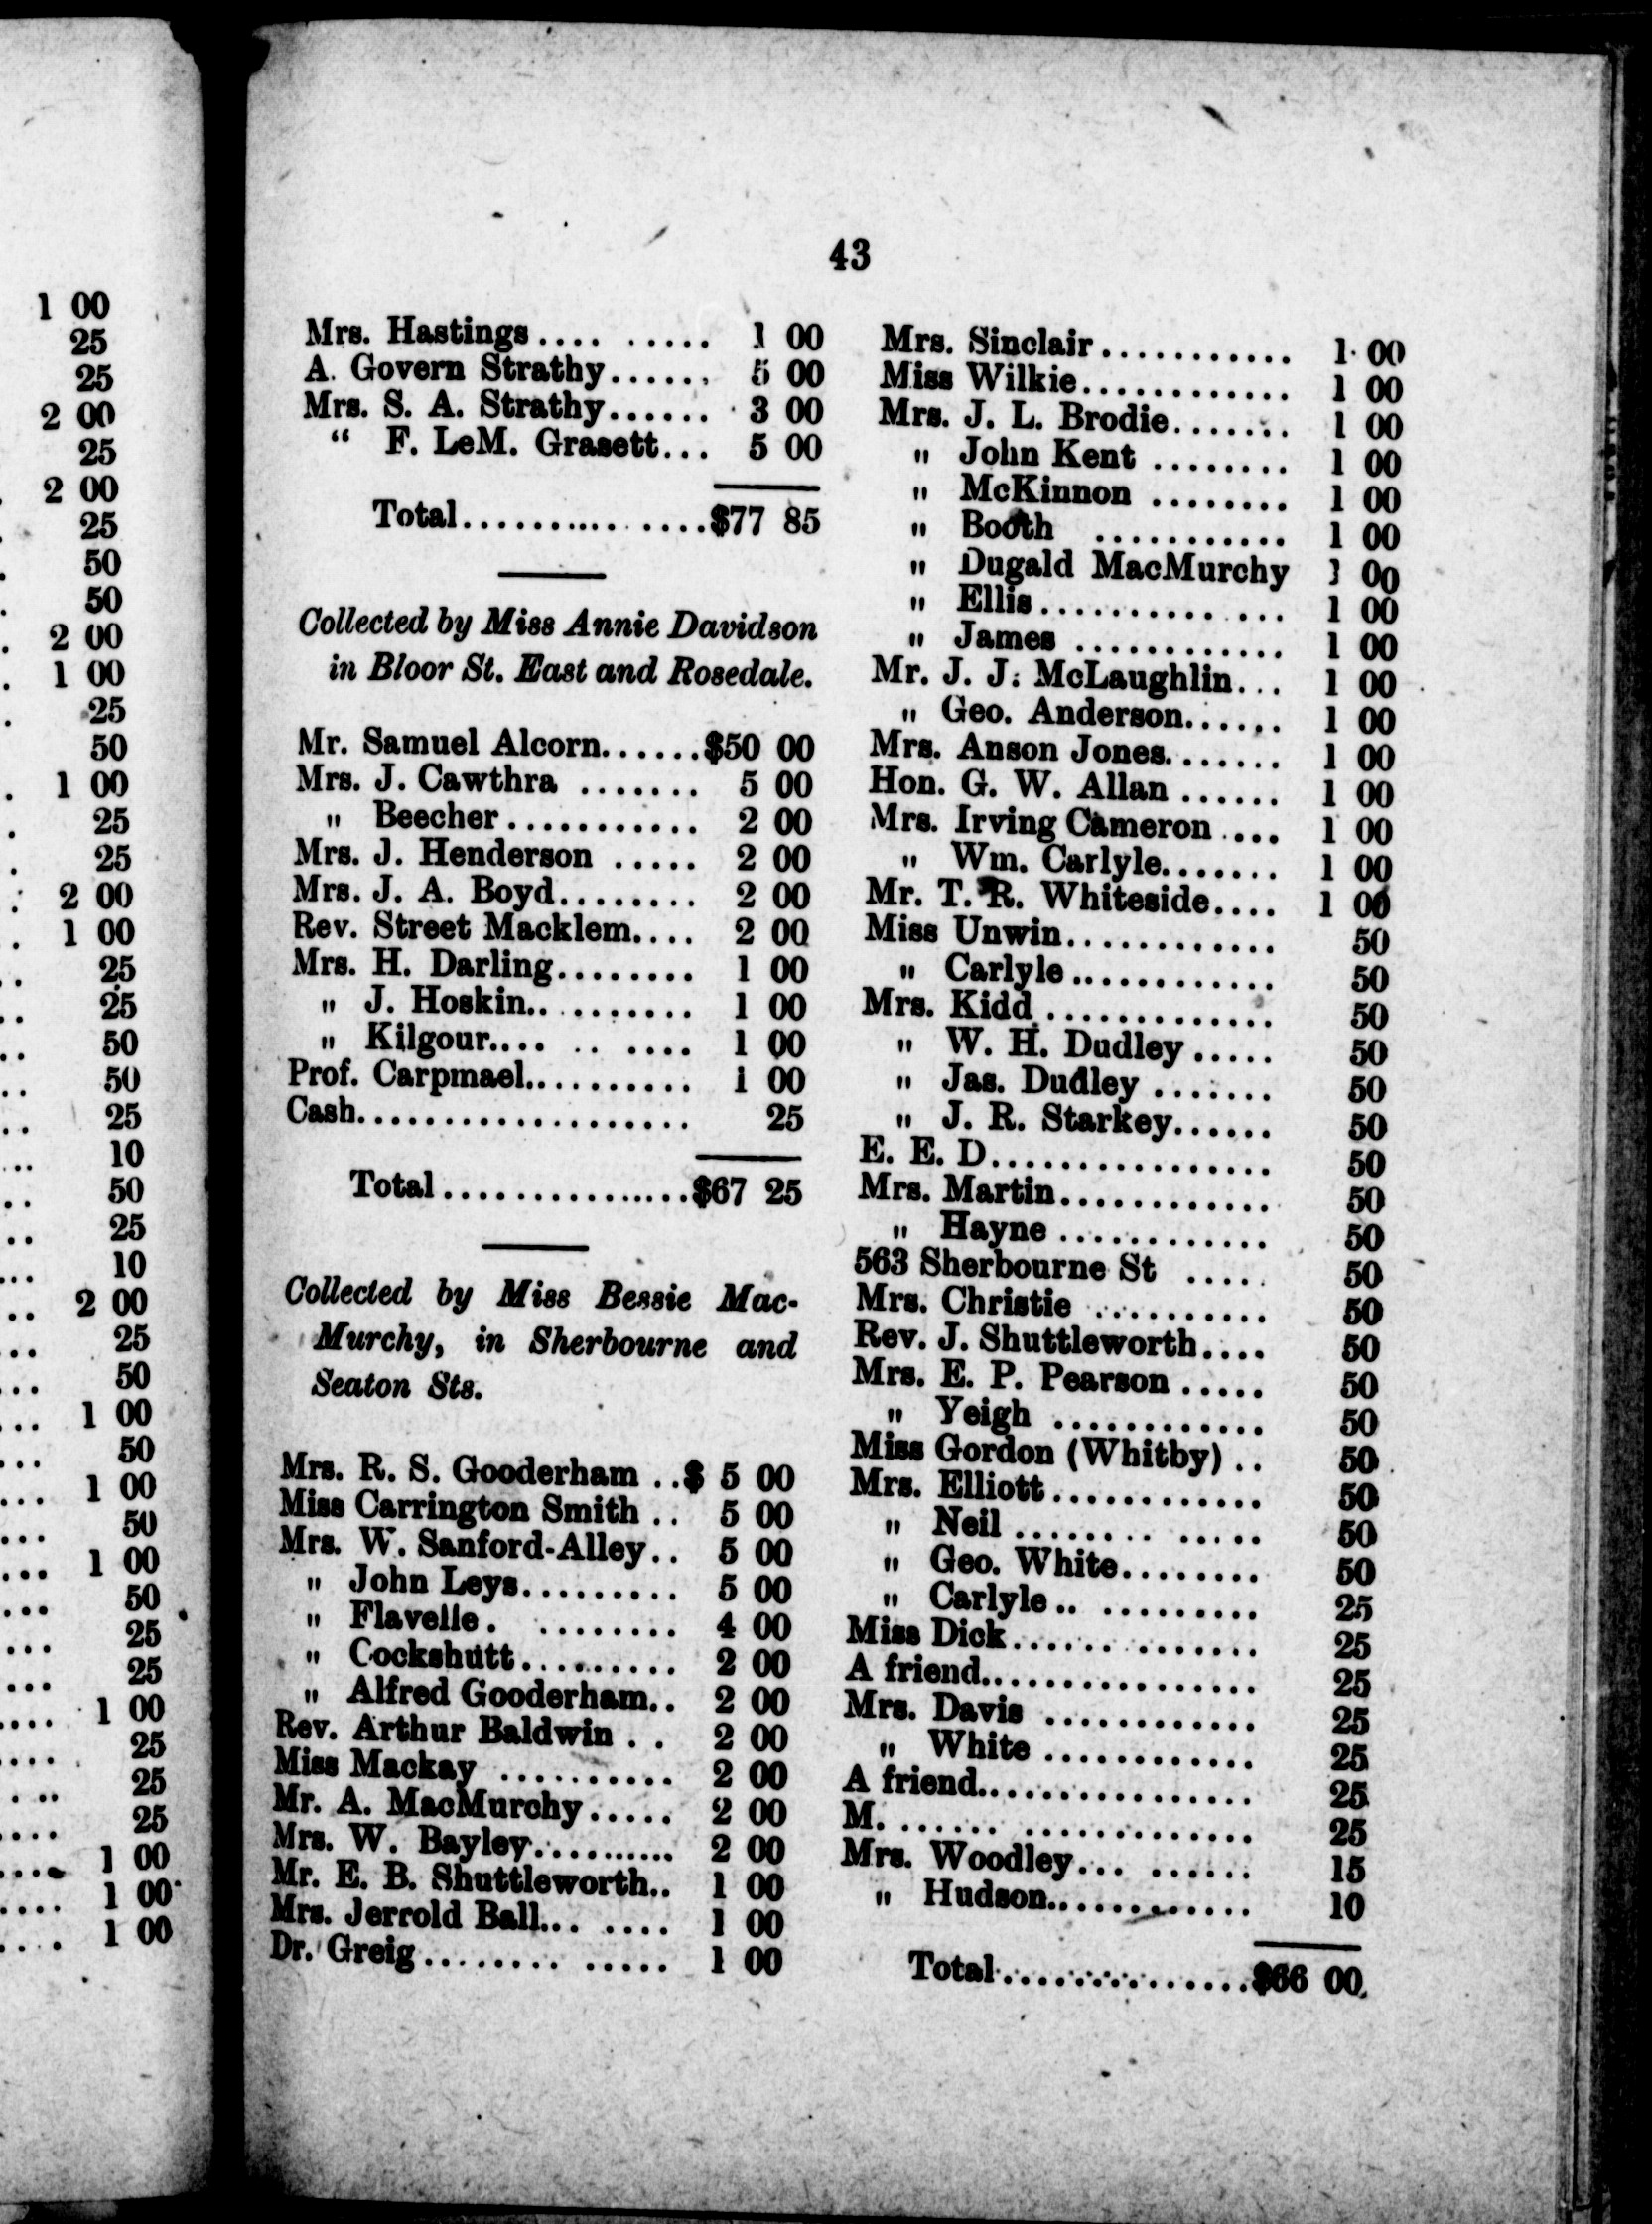 1 00
25
25
2 00
25
2 00
25
50
50
2 00
1 00
25
50
1 00
25
25
2 00
1 00
25
25
50
50
25
10
50
25
10
2 00
25
50
1 00
50
1 00
50
1 00
50
25
25
1 00
25
25
25
1 00
1 00
1 00
43
Mrs. Hastings.... ..... 1 00
A. Govern Strathy...... 5 00
Mrs. S. A. Strathy...... 3 00
“ F. LeM. Grasett... 5 00
Total..................$77 85
Collected by Miss Annie Davidson
in Bloor St. East and Rosedale.
Mr. Samuel Alcorn......$50 00
Mrs. J. Cawthra ....... 5 00
" Beecher........... 2 00
Mrs. J. Henderson ..... 2 00
Mrs. J. A. Boyd........ 2 00
Rev. Street Macklem.... 2 00
Mrs. H. Darling........ 1 00
" J. Hoskin.......... 1 00
" Kilgour.... .. .... 1 00
Prof. Carpmael.......... 1 00
Cash................... 25
Total..................$67 25
Collected by Miss Bessie Mac-
Murchy, in Sherbourne and
Seaton Sts.
Mrs. R. S. Gooderham ..$ 5 00
Miss Carrington Smith .. 5 00
Mrs. W. Sanford-Alley.. 5 00
" John Leys......... 5 00
" Flavelle. ........ 4 00
" Cockshutt......... 2 00
" Alfred Gooderham.. 2 00
Rev. Arthur Baldwin . . 2 00
Miss Mackay .......... 2 00
Mr. A. MacMurchy..... 2 00
Mrs. W. Bayley.......... 2 00
Mr. E. B. Shuttleworth.. 1 00
Mrs. Jerrold Ball... .... 1 00
Dr. Greig........ ..... 1 00
Mrs. Sinclair........... 1 00
Miss Wilkie............ 1 00
Mrs. J. L. Brodie....... 1 00
" John Kent ........ 1 00
" McKinnon ........ 1 00
" Booth ........... 1 00
" Dugald MacMurchy 1 00
" Ellis.............. 1 00
" James ............ 1 00
Mr. J. J. McLaughlin... 1 00
" Geo. Anderson...... 1 00
Mrs. Anson Jones....... 1 00
Hon. G. W. Allan ...... 1 00
Mrs. Irving Cameron .... 1 00
" Wm. Carlyle....... 1 00
Mr. T. R. Whiteside.... 1 00
Miss Unwin............ 50
" Carlyle............ 50
Mrs. Kidd ............. 50
" W. H. Dudley..... 50
" Jas. Dudley ....... 50
" J. R. Starkey...... 50
E. E. D................ 50
Mrs. Martin............ 50
" Hayne ............ 50
563 Sherbourne St ..... 50
Mrs. Christie .......... 50
Rev. J. Shuttleworth.... 50
Mrs. E. P. Pearson ..... 50
" Yeigh ............ 50
Miss Gordon (Whitby) .. 50
Mrs. Elliott............ 50
" Neil ........ ..... 50
" Geo. White........ 50
" Carlyle.. ......... 25
Miss Dick.............. 25
A friend................ 25
Mrs. Davis ............ 25
" White ............ 25
A friend................ 25
M. ...... ............. 25
Mrs. Woodley... ...... 15
" Hudson............ 10
Total................$66 00